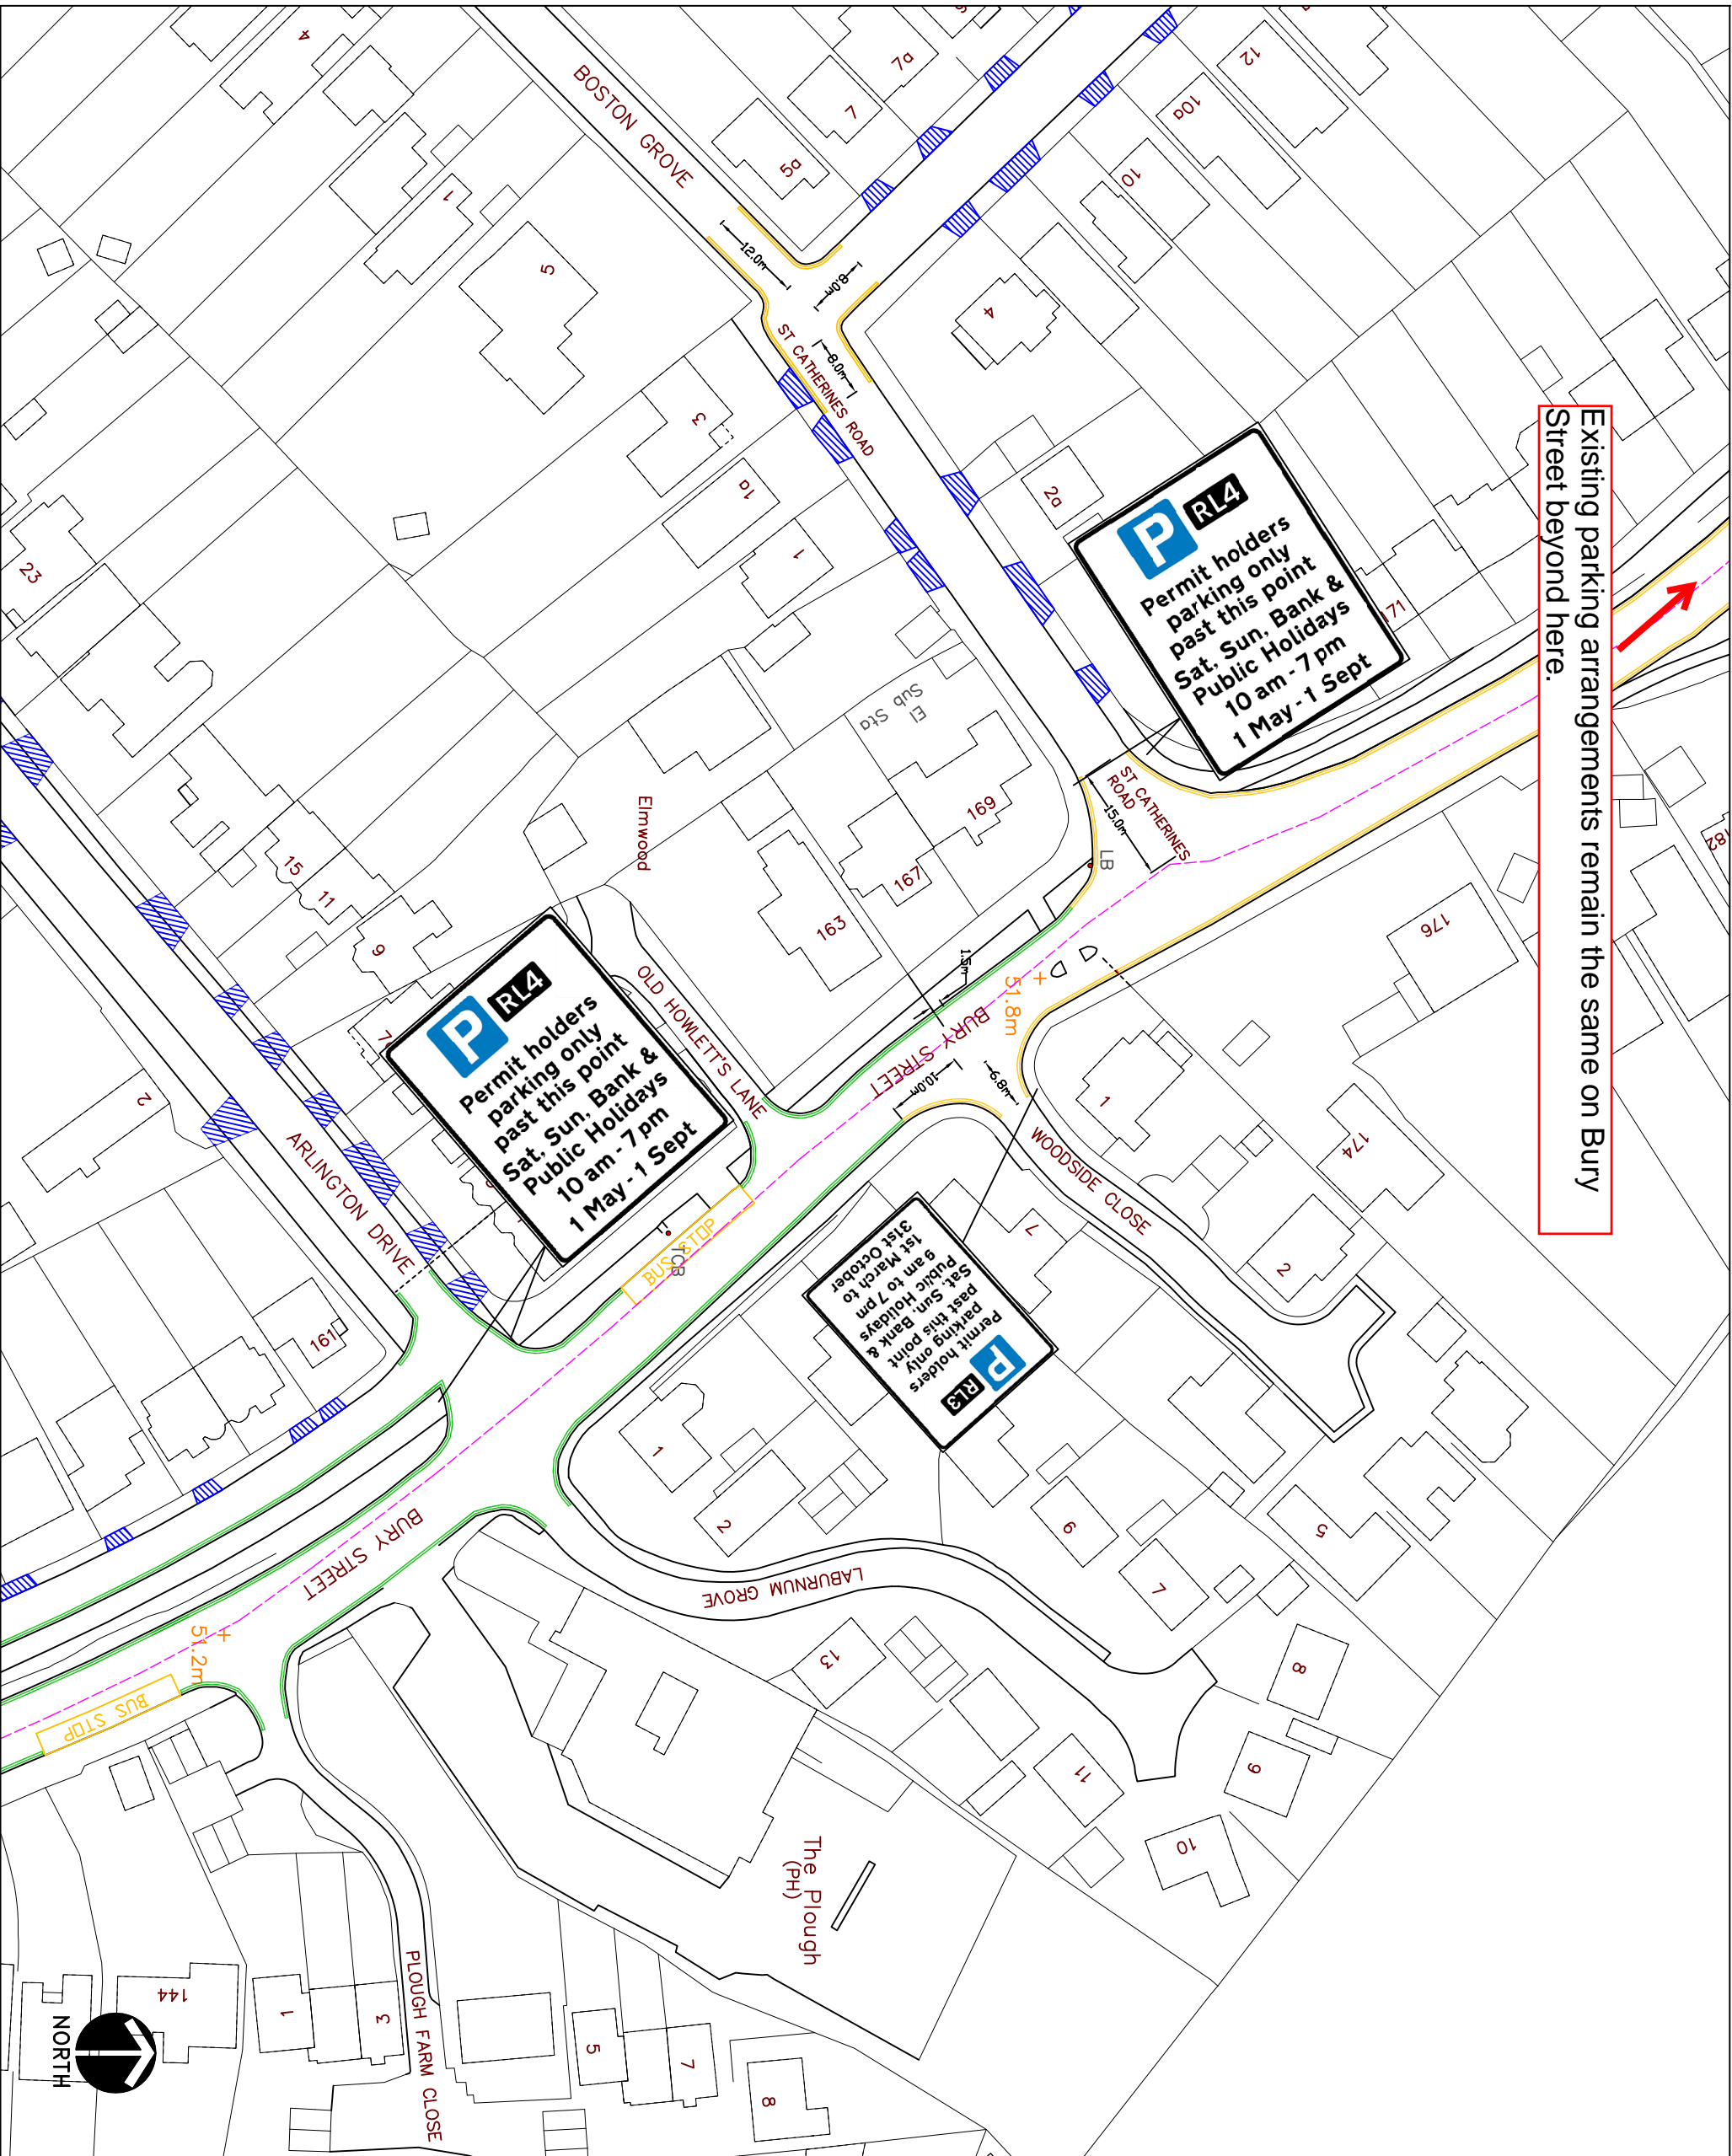 Existing parking arrangements remain the same on Bury
Street beyond here.
BOSTON GROVE
ST CATHERINES ROAD
ST CATHERINES
ROAD
12.0m
8.0m
8.0m
15.0m
4
7a
7
5a
12
10a
10
4
1
5
3
1a
1
2a
171
RL4
P
Permit holders
parking only
past this point
Sat, Sun, Bank &
Public Holidays
10 am - 7 pm
1 May - 1 Sept
El
Sub Sta
169
167
163
Elmwood
LB
182
176
174
23
15
11
9
OLD HOWLETT'S LANE
1.5m
51.8m
BURY STREET
10.0m
6.8m
WOODSIDE CLOSE
1
2
7
5
RL4
P
Permit holders
parking only
past this point
Sat, Sun, Bank &
Public Holidays
10 am - 7 pm
1 May - 1 Sept
ARLINGTON DRIVE
2
161
BUS STOP
TCB
RL3
P
Permit holders
parking only
past this point
Sat, Sun, Bank &
Public Holidays
9 am to 7 pm
1st March to
31st October
1
2
LABURNUM GROVE
7
8
9
10
11
13
BURY STREET
51.2m
BUS STOP
The Plough
(PH)
PLOUGH FARM CLOSE
144
1
3
5
7
8
NORTH